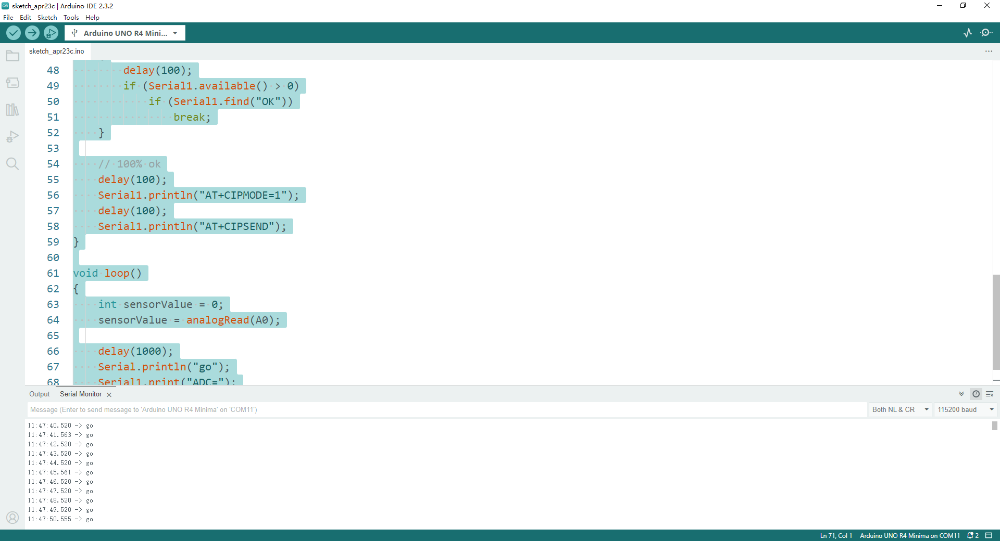 sketch_apr23c | Arduino IDE 2.3.2
File Edit Sketch Tools Help
Arduino UNO R4 Mini...
sketch_apr23c.ino
48 delay(100);
49 if (Serial1.available() > 0)
50 if (Serial1.find("OK"))
51 break;
52 }
53
54 // 100% ok
55 delay(100);
56 Serial1.println("AT+CIPMODE=1");
57 delay(100);
58 Serial1.println("AT+CIPSEND");
59 }
60
61 void loop()
62 {
63 int sensorValue = 0;
64 sensorValue = analogRead(A0);
65
66 delay(1000);
67 Serial.println("go");
68 Serial1.print("ADC=");
Output Serial Monitor
Message (Enter to send message to 'Arduino UNO R4 Minima' on 'COM11') Both NL & CR 115200 baud
11:47:40.520 -> go
11:47:41.563 -> go
11:47:42.520 -> go
11:47:43.520 -> go
11:47:44.520 -> go
11:47:45.561 -> go
11:47:46.520 -> go
11:47:47.520 -> go
11:47:48.520 -> go
11:47:49.520 -> go
11:47:50.555 -> go
Ln 71, Col 1 Arduino UNO R4 Minima on COM11 2